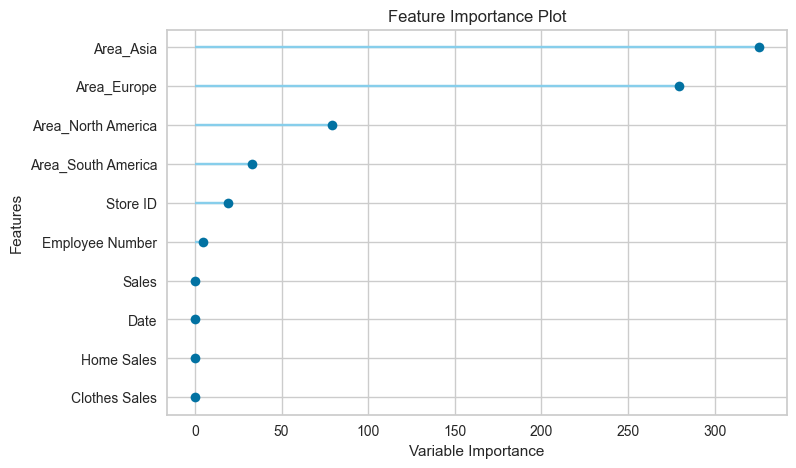 Feature Importance Plot
Features
Area_Asia
Area_Europe
Area_North America
Area_South America
Store ID
Employee Number
Sales
Date
Home Sales
Clothes Sales
0 50 100 150 200 250 300
Variable Importance